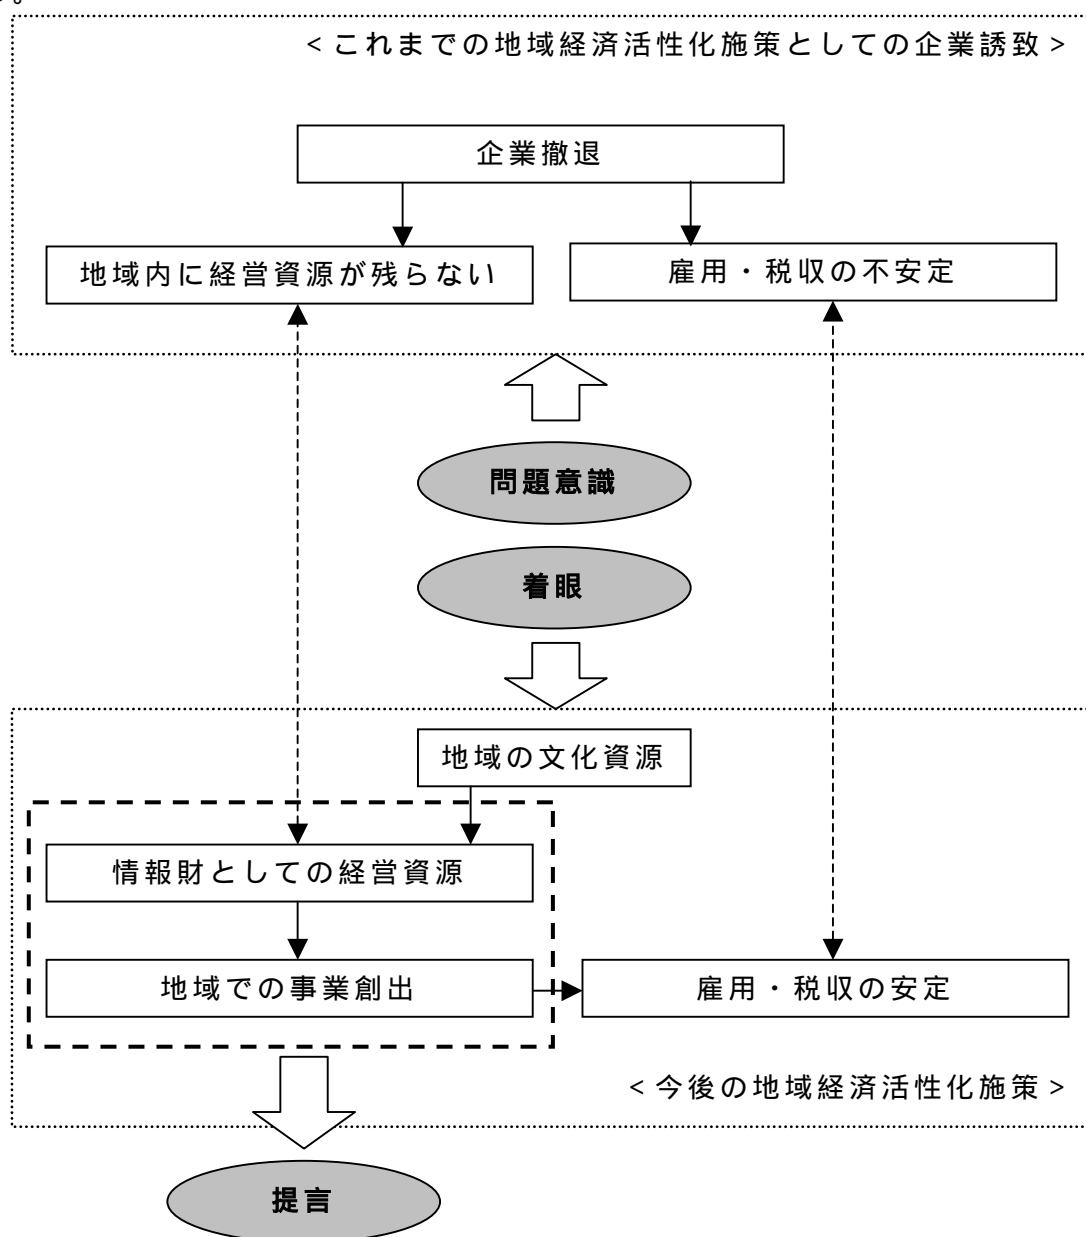 <これまでの地域経済活性化施策としての企業誘致>
企業撤退
地域内に経営資源が残らない
雇用・税収の不安定
問題意識
着眼
地域の文化資源
情報財としての経営資源
地域での事業創出
雇用・税収の安定
<今後の地域経済活性化施策>
提言